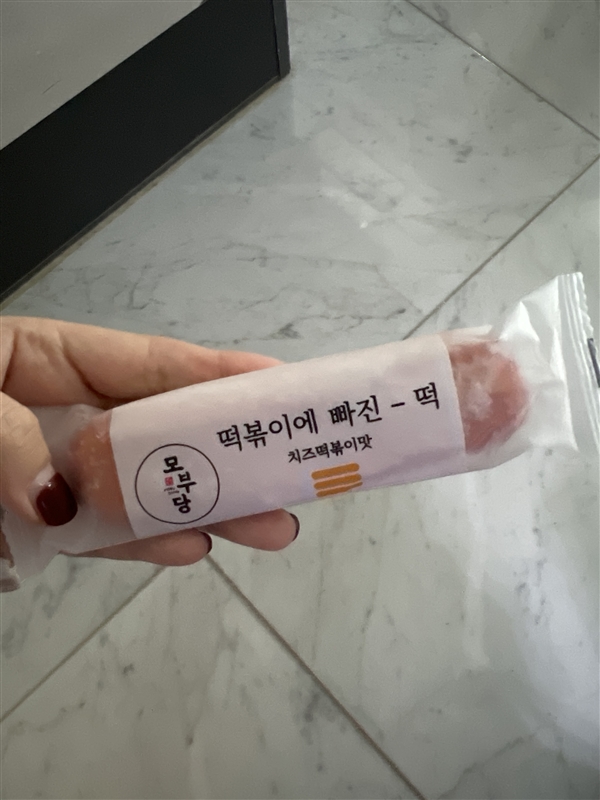 떡볶이에 빠진 - 떡
치즈떡볶이맛
모부당